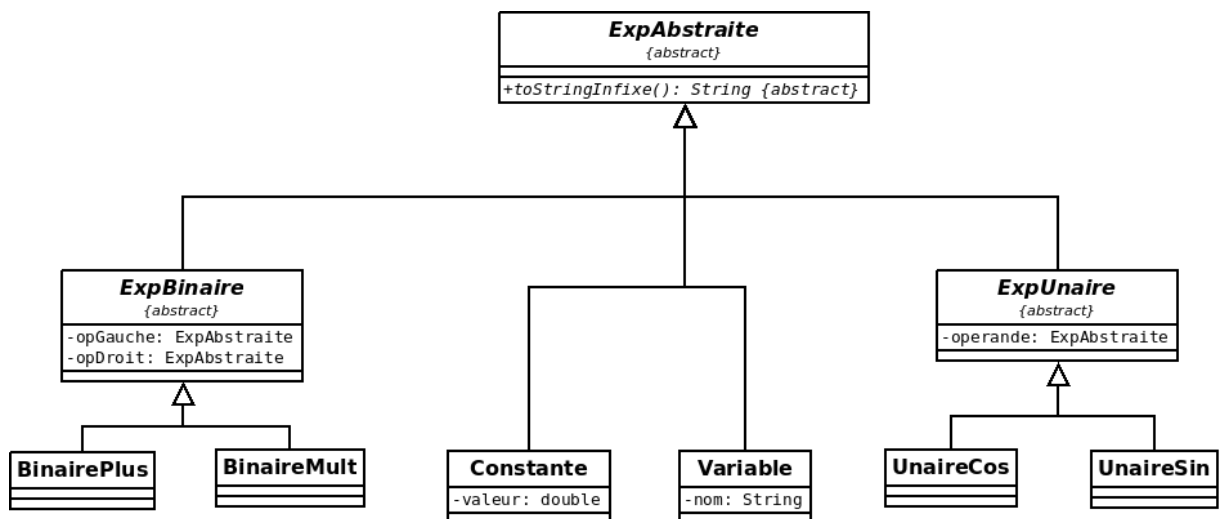 ExpAbstraite
{abstract}
+toStringInfixe(): String {abstract}
ExpBinaire
{abstract}
-opGauche: ExpAbstraite
-opDroit: ExpAbstraite
ExpUnaire
{abstract}
-operande: ExpAbstraite
BinairePlus
BinaireMult
Constante
-valeur: double
Variable
-nom: String
UnaireCos
UnaireSin